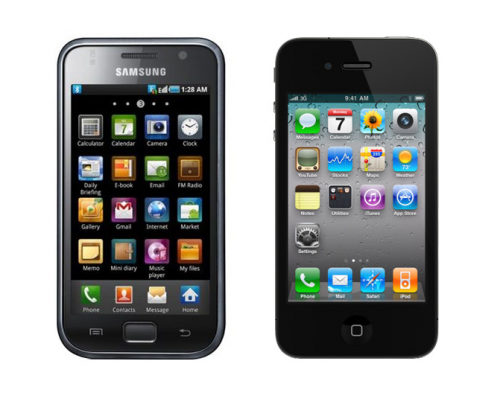 SAMSUNG
1:28 AM
3
Calculator Calendar Camera Clock
Daily Briefing E-book Email FM Radio
Gallery Gmail Internet Market
Memo Mini diary Music player My files
Phone Contacts Message Home
3G 9:41 AM
Messages Calendar Photos Camera
YouTube Stocks Maps Weather
Notes Utilities iTunes App Store
Settings
Phone Mail Safari iPod